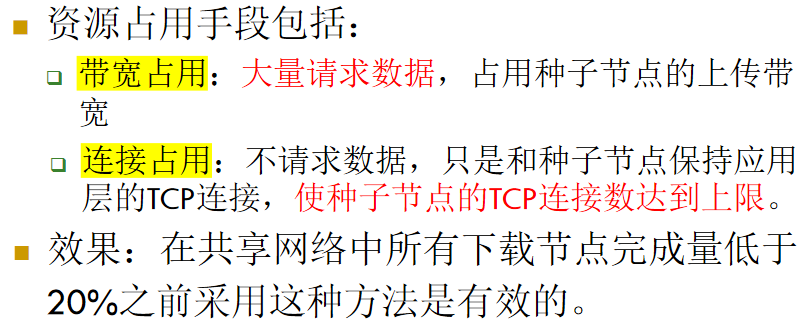 资源占用手段包括：
带宽占用：大量请求数据，占用种子节点的上传带
宽
连接占用：不请求数据，只是和种子节点保持应用
层的TCP连接，使种子节点的TCP连接数达到上限。
效果：在共享网络中所有下载节点完成量低于
20%之前采用这种方法是有效的。